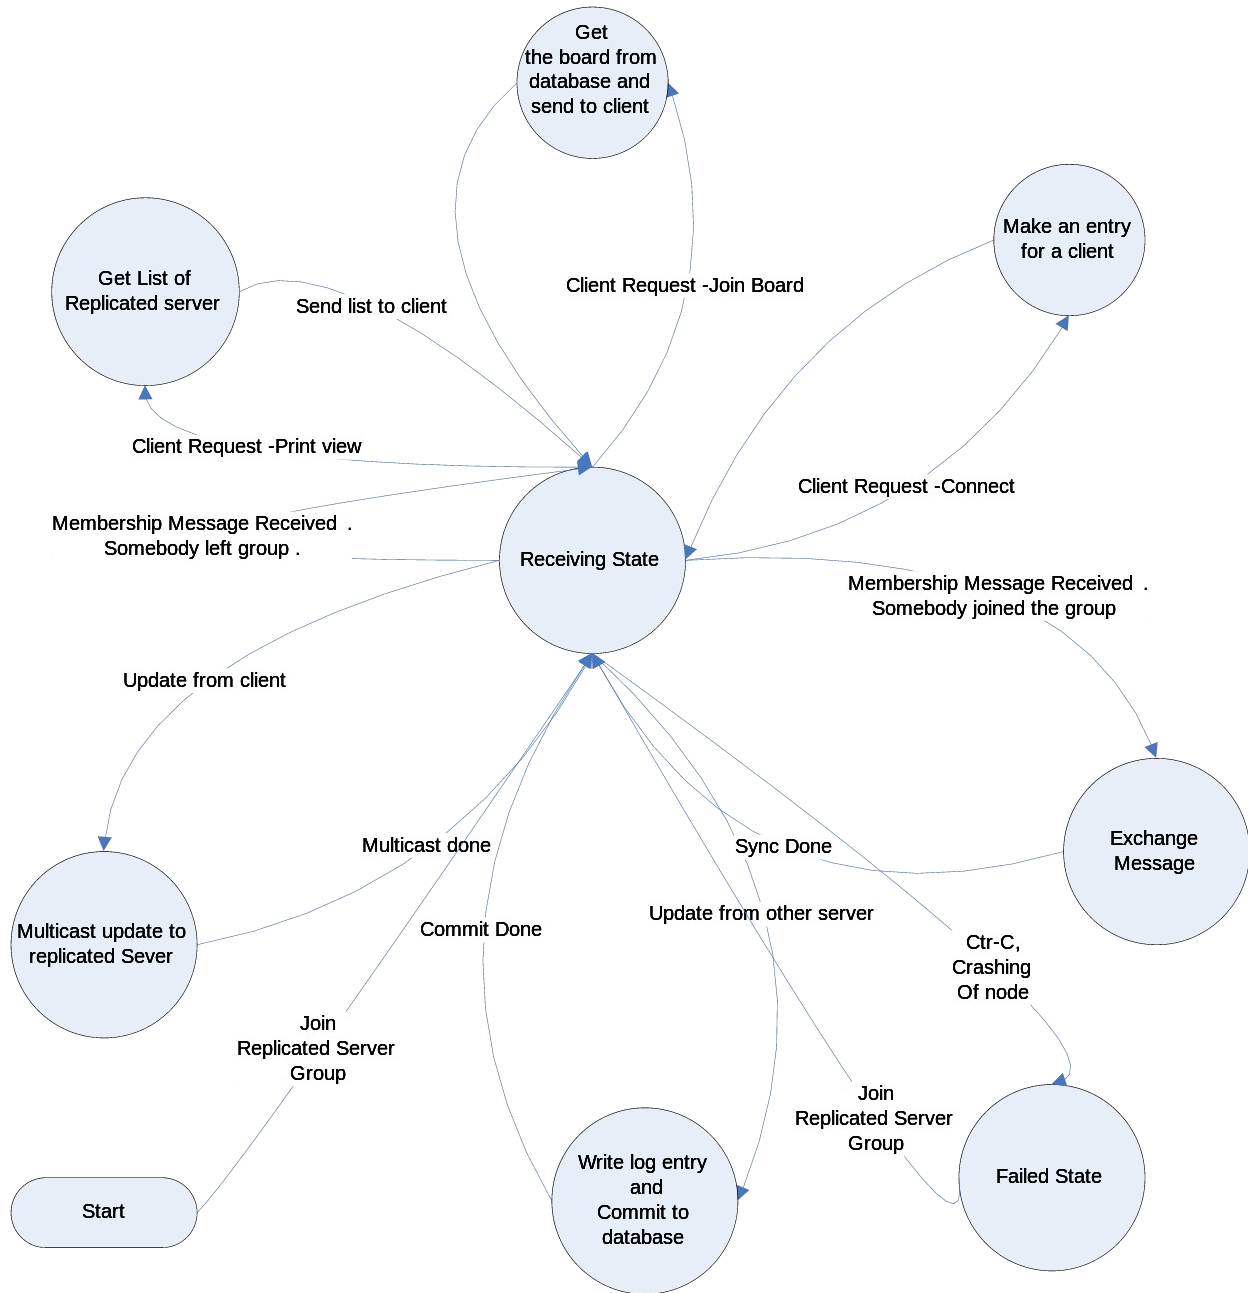 Get
the board from
database and
send to client
Make an entry
for a client
Get List of
Replicated server
Send list to client
Client Request -Join Board
Client Request -Print view
Client Request -Connect
Membership Message Received .
Somebody left group .
Receiving State
Membership Message Received .
Somebody joined the group
Update from client
Multicast done
Sync Done
Exchange
Message
Multicast update to
replicated Sever
Commit Done
Update from other server
Ctr-C,
Crashing
Of node
Join
Replicated Server
Group
Join
Replicated Server
Group
Start
Write log entry
and
Commit to
database
Failed State